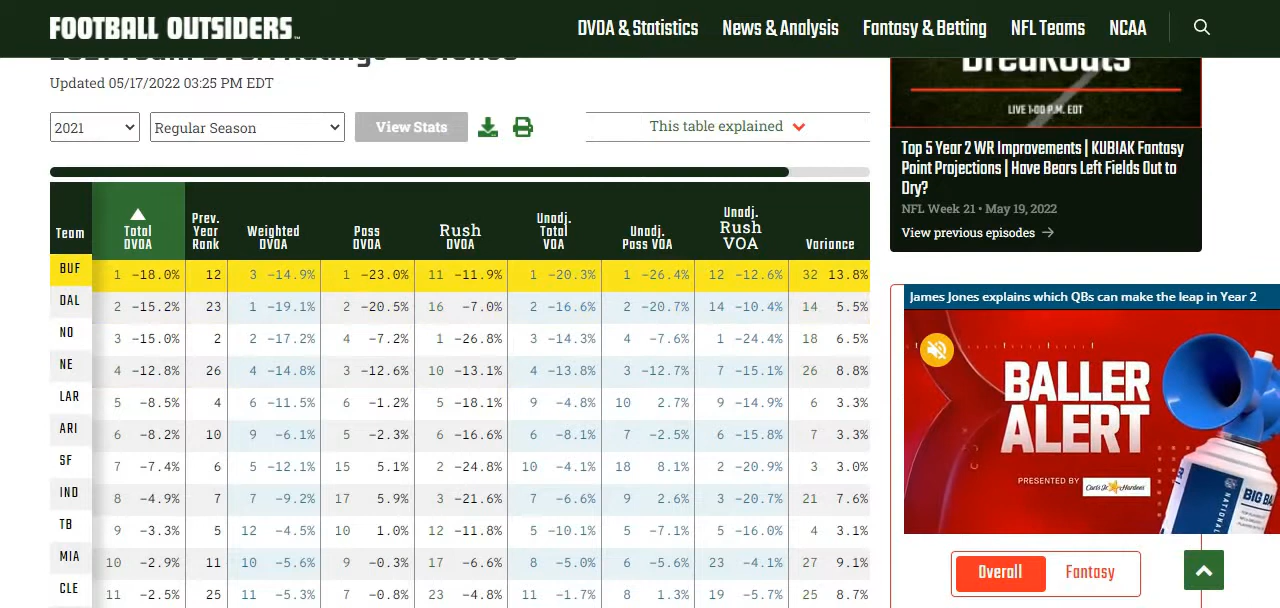 FOOTBALL OUTSIDERS
DVOA & Statistics News & Analysis Fantasy & Betting NFL Teams NCAA
2021 Team DVOA Ratings Defense
Updated 05/17/2022 03:25 PM EDT
2021 Regular Season View Stats This table explained
Team Total DVOA Prev. Year Rank Weighted DVOA Pass DVOA Rush DVOA Unadj. Total VOA Unadj. Pass VOA Unadj. Rush VOA Variance
BUF 1 -18.0% 12 3 -14.9% 1 -23.0% 11 -11.9% 1 -20.3% 1 -26.4% 12 -12.6% 32 13.8%
DAL 2 -15.2% 23 1 -19.1% 2 -20.5% 16 -7.0% 2 -16.6% 2 -20.7% 14 -10.4% 14 5.5%
NO 3 -15.0% 2 2 -17.2% 4 -7.2% 1 -26.8% 3 -14.3% 4 -7.6% 1 -24.4% 18 6.5%
NE 4 -12.8% 26 4 -14.8% 3 -12.6% 10 -13.1% 4 -13.8% 3 -12.7% 7 -15.1% 26 8.8%
LAR 5 -8.5% 4 6 -11.5% 6 -1.2% 5 -18.1% 9 -4.8% 10 2.7% 9 -14.9% 6 3.3%
ARI 6 -8.2% 10 9 -6.1% 5 -2.3% 6 -16.6% 6 -8.1% 7 -2.5% 6 -15.8% 7 3.3%
SF 7 -7.4% 6 5 -12.1% 15 5.1% 2 -24.8% 10 -4.1% 18 8.1% 2 -20.9% 3 3.0%
IND 8 -4.9% 7 7 -9.2% 17 5.9% 3 -21.6% 7 -6.6% 9 2.6% 3 -20.7% 21 7.6%
TB 9 -3.3% 5 12 -4.5% 10 1.0% 12 -11.8% 5 -10.1% 5 -7.1% 5 -16.0% 4 3.1%
MIA 10 -2.9% 11 10 -5.6% 9 -0.3% 17 -6.6% 8 -5.0% 6 -5.6% 23 -4.1% 27 9.1%
CLE 11 -2.5% 25 11 -5.3% 7 -0.8% 23 -4.8% 11 -1.7% 8 1.3% 19 -5.7% 25 8.7%
Breakouts
LIVE 1:00 P.M. EDT
Top 5 Year 2 WR Improvements | KUBIAK Fantasy
Point Projections | Have Bears Left Fields Out to
Dry?
NFL Week 21 • May 19, 2022
View previous episodes
James Jones explains which QBs can make the leap in Year 2
BALLER
ALERT
PRESENTED BY Carl's Jr. Hardees
NATIONAL
Overall Fantasy